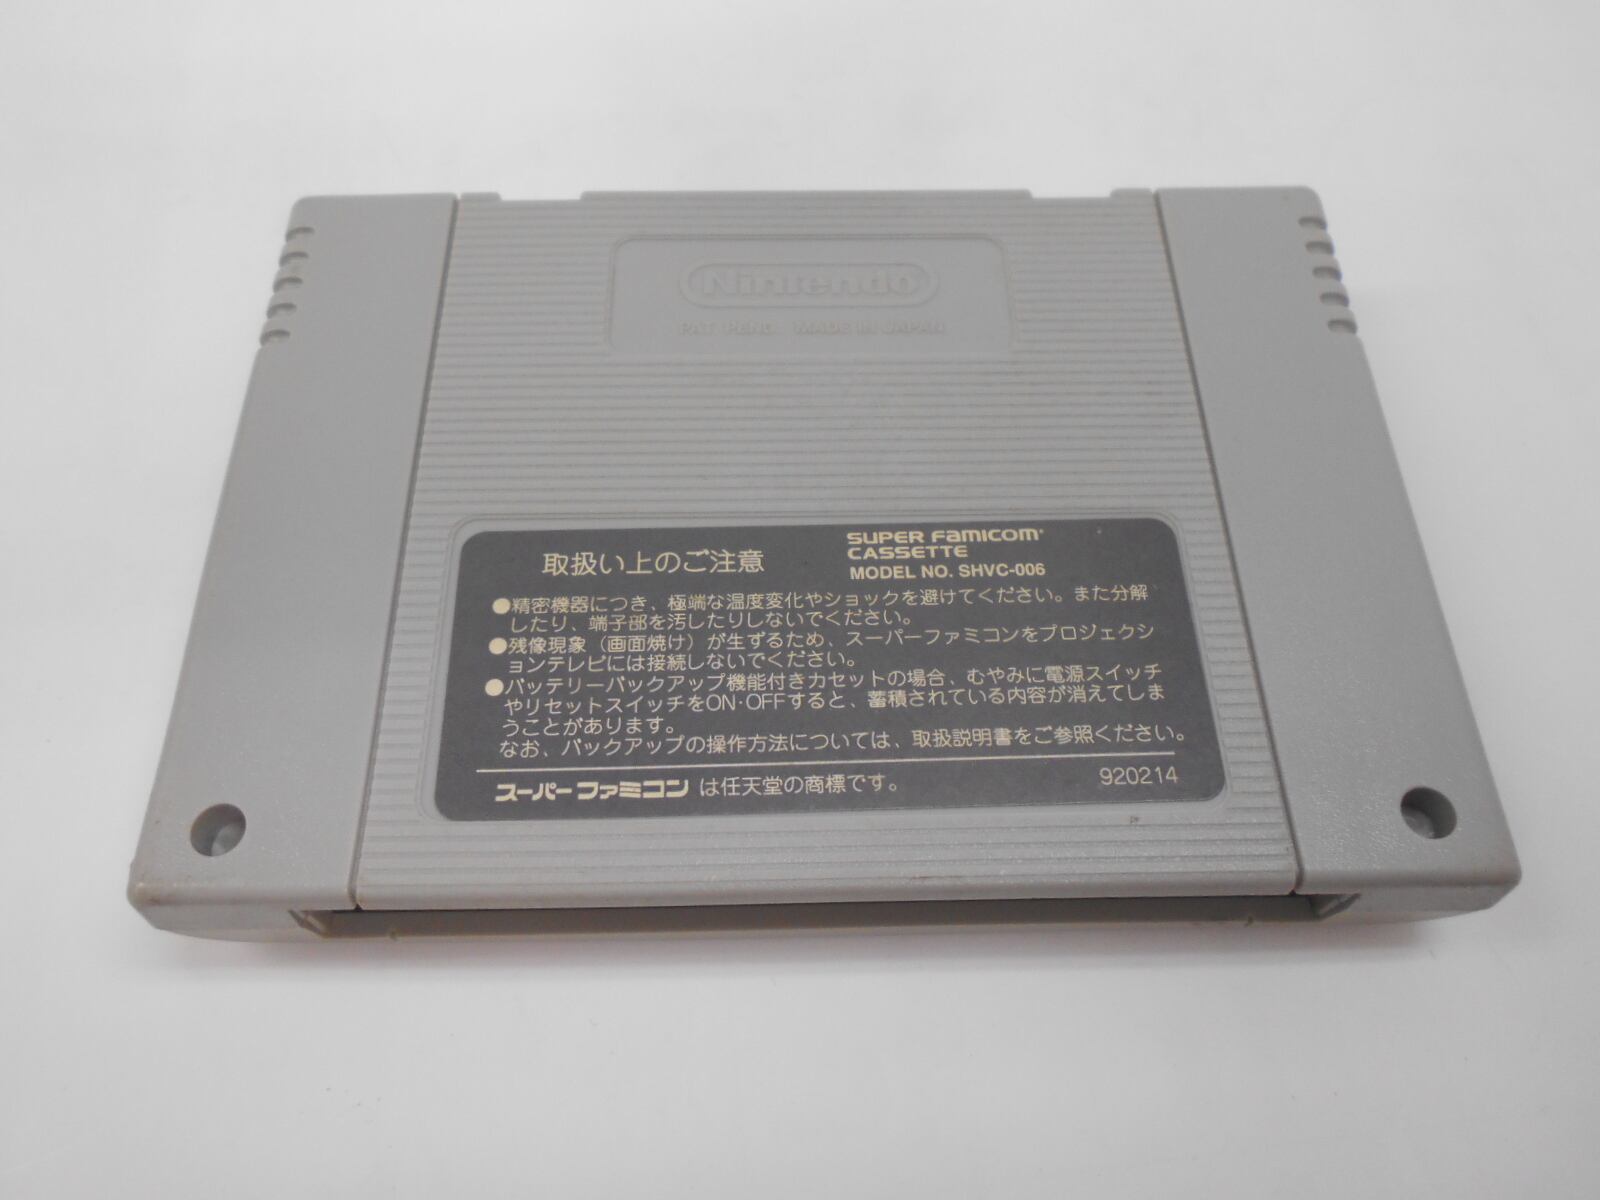 Nintendo
PAT. PEND. MADE IN JAPAN
取扱い上のご注意
SUPER FAMICOM
CASSETTE
MODEL NO. SHVC-006
●精密機器につき、極端な温度変化やショックを避けてください。また分解
したり、端子部を汚したりしないでください。
●残像現象（画面焼け）が生ずるため、スーパーファミコンをプロジェクシ
ョンテレビには接続しないでください。
●バッテリーバックアップ機能付きカセットの場合、むやみに電源スイッチ
やリセットスイッチをON・OFFすると、蓄積されている内容が消えてしま
うことがあります。
なお、バックアップの操作方法については、取扱説明書をご参照ください。
スーパーファミコン は任天堂の商標です。
920214